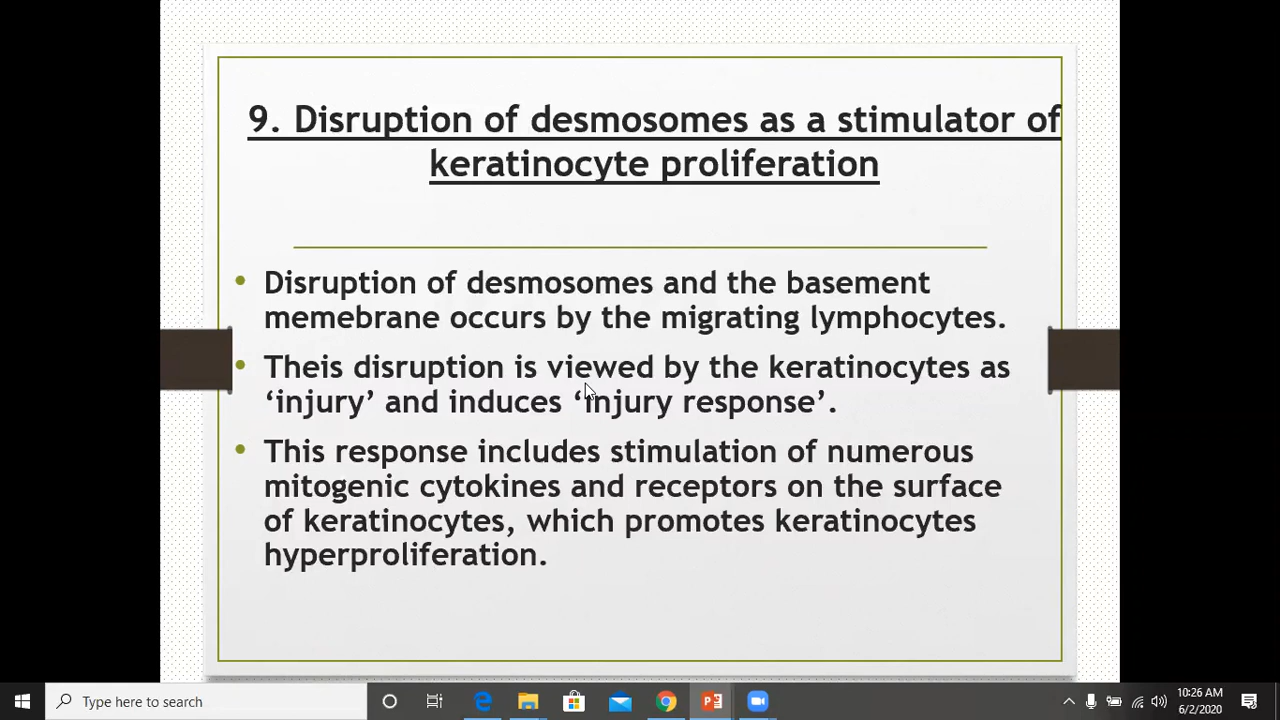 9. Disruption of desmosomes as a stimulator of
keratinocyte proliferation
• Disruption of desmosomes and the basement
memebrane occurs by the migrating lymphocytes.
• Theis disruption is viewed by the keratinocytes as
‘injury’ and induces ‘injury response’.
• This response includes stimulation of numerous
mitogenic cytokines and receptors on the surface
of keratinocytes, which promotes keratinocytes
hyperproliferation.
Type here to search
10:26 AM
6/2/2020